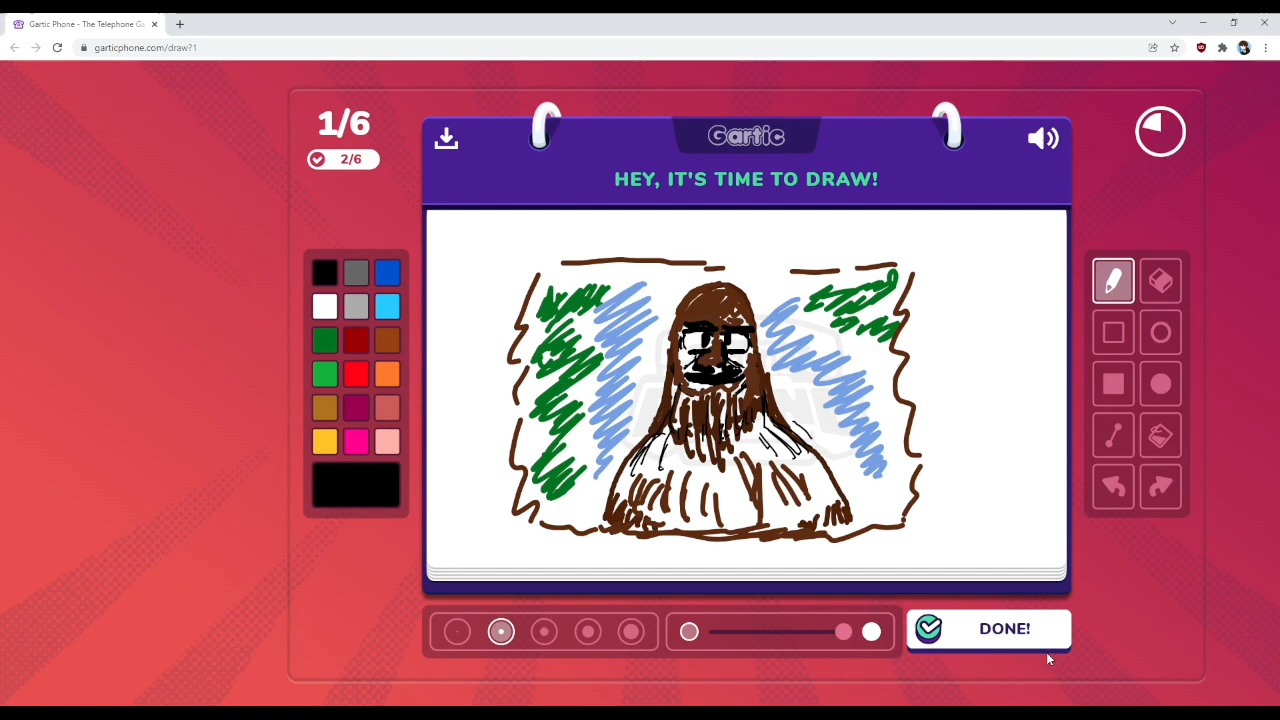 Gartic Phone - The Telephone Ga
garticphone.com/draw?1
1/6
2/6
Gartic
HEY, IT'S TIME TO DRAW!
DONE!